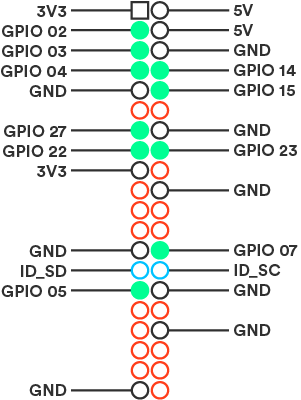 3V3 5V
GPIO 02 5V
GPIO 03 GND
GPIO 04 GPIO 14
GND GPIO 15
GPIO 27 GND
GPIO 22 GPIO 23
3V3
GND
GND GPIO 07
ID_SD ID_SC
GPIO 05 GND
GND
GND